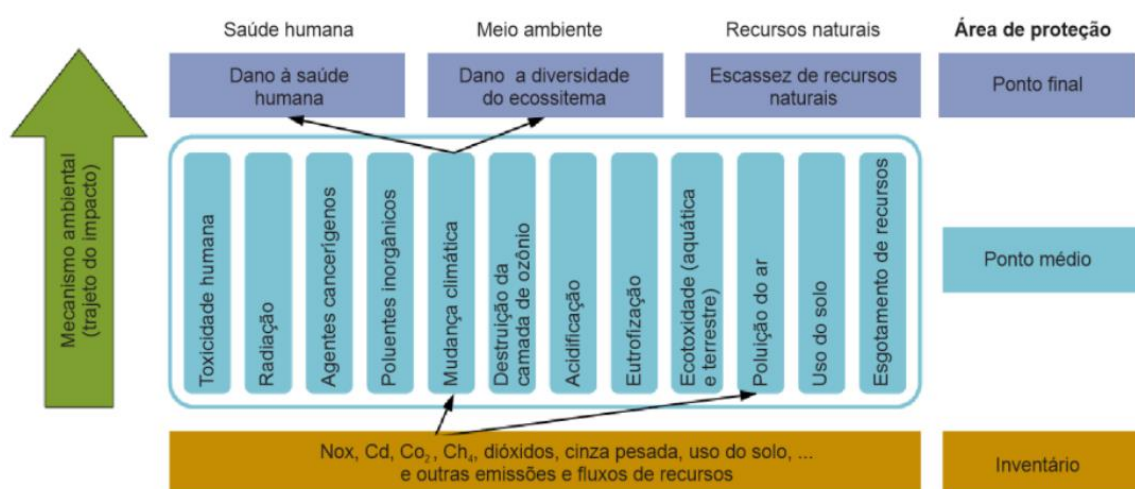 Saúde humana
Meio ambiente
Recursos naturais
Área de proteção
Dano à saúde
humana
Dano a diversidade
do ecossitema
Escassez de recursos
naturais
Ponto final
Mecanismo ambiental
(trajeto do impacto)
Toxicidade humana
Radiação
Agentes cancerígenos
Poluentes inorgânicos
Mudança climática
Destruição da
camada de ozônio
Acidificação
Eutrofização
Ecotoxidade (aquática
e terrestre)
Poluição do ar
Uso do solo
Esgotamento de recursos
Ponto médio
Nox, Cd, Co₂, Ch₄, dióxidos, cinza pesada, uso do solo, ...
e outras emissões e fluxos de recursos
Inventário